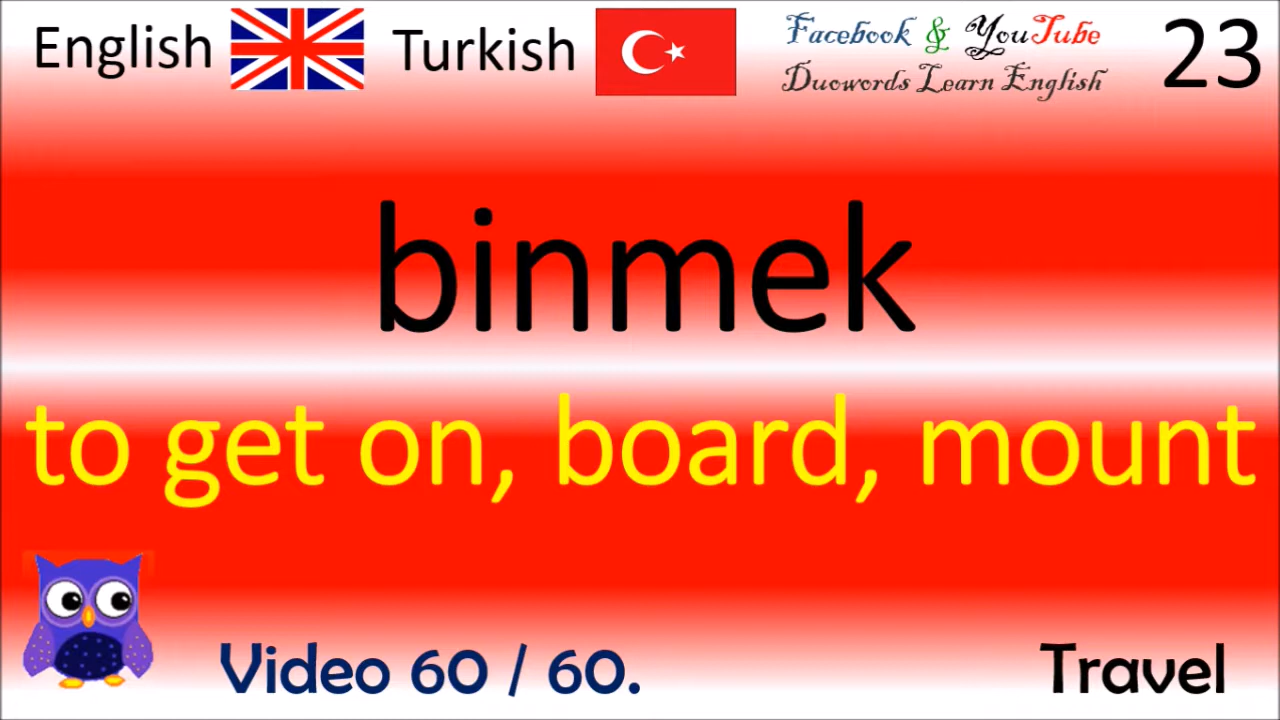 English Turkish Facebook & YouTube 23
Duowords Learn English
binmek
to get on, board, mount
Video 60 / 60. Travel